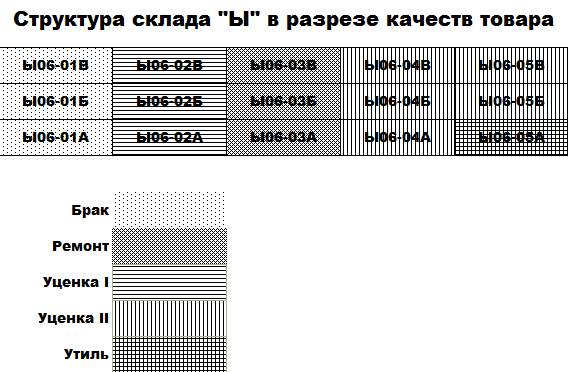 Структура склада "Ы" в разрезе качеств товара
Ы06-01В Ы06-02В Ы06-03В Ы06-04В Ы06-05В
Ы06-01Б Ы06-02Б Ы06-03Б Ы06-04Б Ы06-05Б
Ы06-01А Ы06-02А Ы06-03А Ы06-04А Ы06-05А
Брак
Ремонт
Уценка I
Уценка II
Утиль